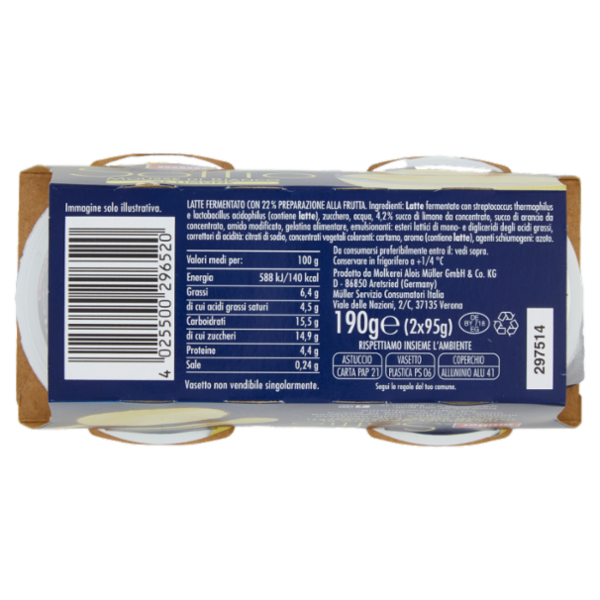 Soffio
Immagine solo illustrativa.
4 025500 296520
LATTE FERMENTATO CON 22% PREPARAZIONE ALLA FRUTTA. Ingredienti: Latte fermentato con streptococcus thermophilus
e lactobacillus acidophilus (contiene latte), zucchero, acqua, 4,2% succo di limone da concentrato, succo di arancia da
concentrato, amido modificato, gelatina alimentare, emulsionanti: esteri lattici di mono- e digliceridi degli acidi grassi,
correttori di acidità: citrati di sodio, concentrati vegetali coloranti: cartamo, aroma (contiene latte), agenti schiumogeni: azoto.
Valori medi per: 100 g
Energia 588 kJ/140 kcal
Grassi 6,4 g
di cui acidi grassi saturi 4,5 g
Carboidrati 15,5 g
di cui zuccheri 14,9 g
Proteine 4,4 g
Sale 0,24 g
Vasetto non vendibile singolarmente.
Da consumarsi preferibilmente entro il: vedi sopra.
Conservare in frigorifero a +1/4 °C
Prodotto da Molkerei Alois Müller GmbH & Co. KG
D - 86850 Aretsried (Germany)
Müller Servizio Consumatori Italia
Viale delle Nazioni, 2/C, 37135 Verona
190g e (2x95g)
DE
BY 718
EG
RISPETTIAMO INSIEME L'AMBIENTE
ASTUCCIO VASETTO COPERCHIO
CARTA PAP 21 PLASTICA PS 06 ALLUMINIO ALU 41
Segui le regole del tuo comune.
297514